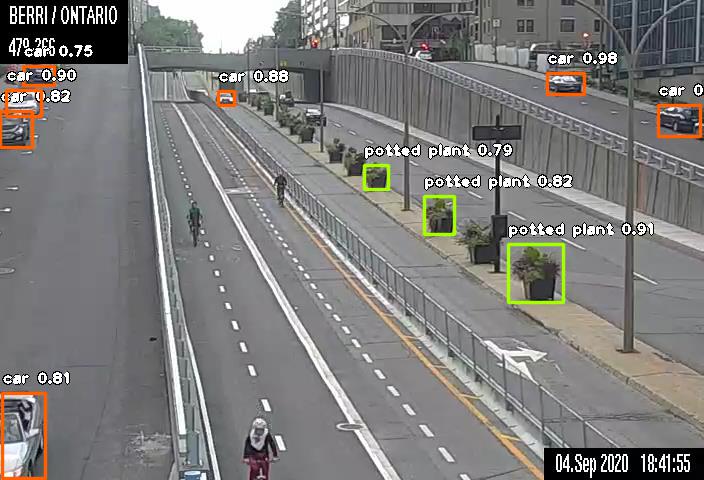 BERRI / ONTARIO
479-266
car 0.75
car 0.90
car 0.82
car 0.88
car 0.98
car 0
potted plant 0.79
potted plant 0.82
potted plant 0.91
car 0.81
04.Sep 2020 18:41:55